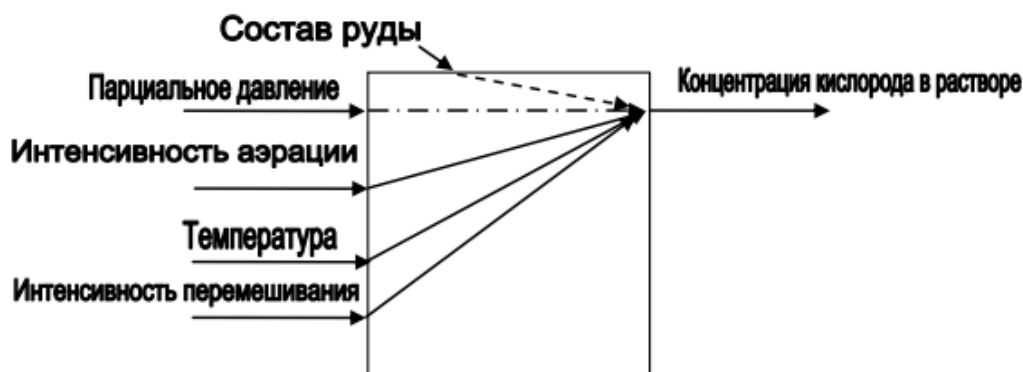 Состав руды
Парциальное давление
Концентрация кислорода в растворе
Интенсивность аэрации
Температура
Интенсивность перемешивания